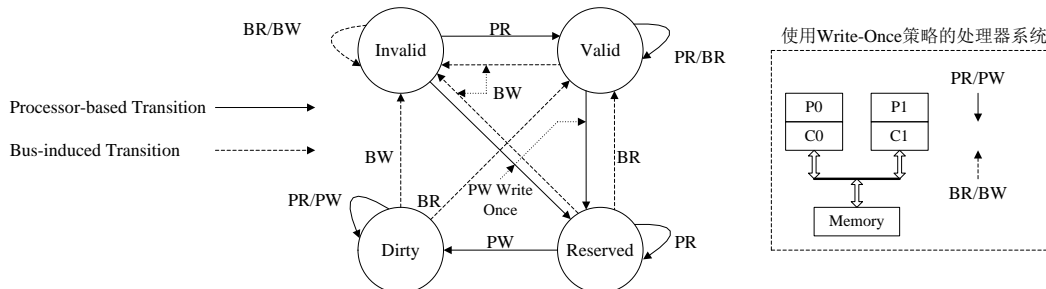 BR/BW
Invalid
PR
Valid
PR/BR
BW
Processor-based Transition
Bus-induced Transition
BW
BR
PW Write
Once
BR
PR/PW
Dirty
PW
Reserved
PR
使用Write-Once策略的处理器系统
PR/PW
P0
P1
C0
C1
BR/BW
Memory